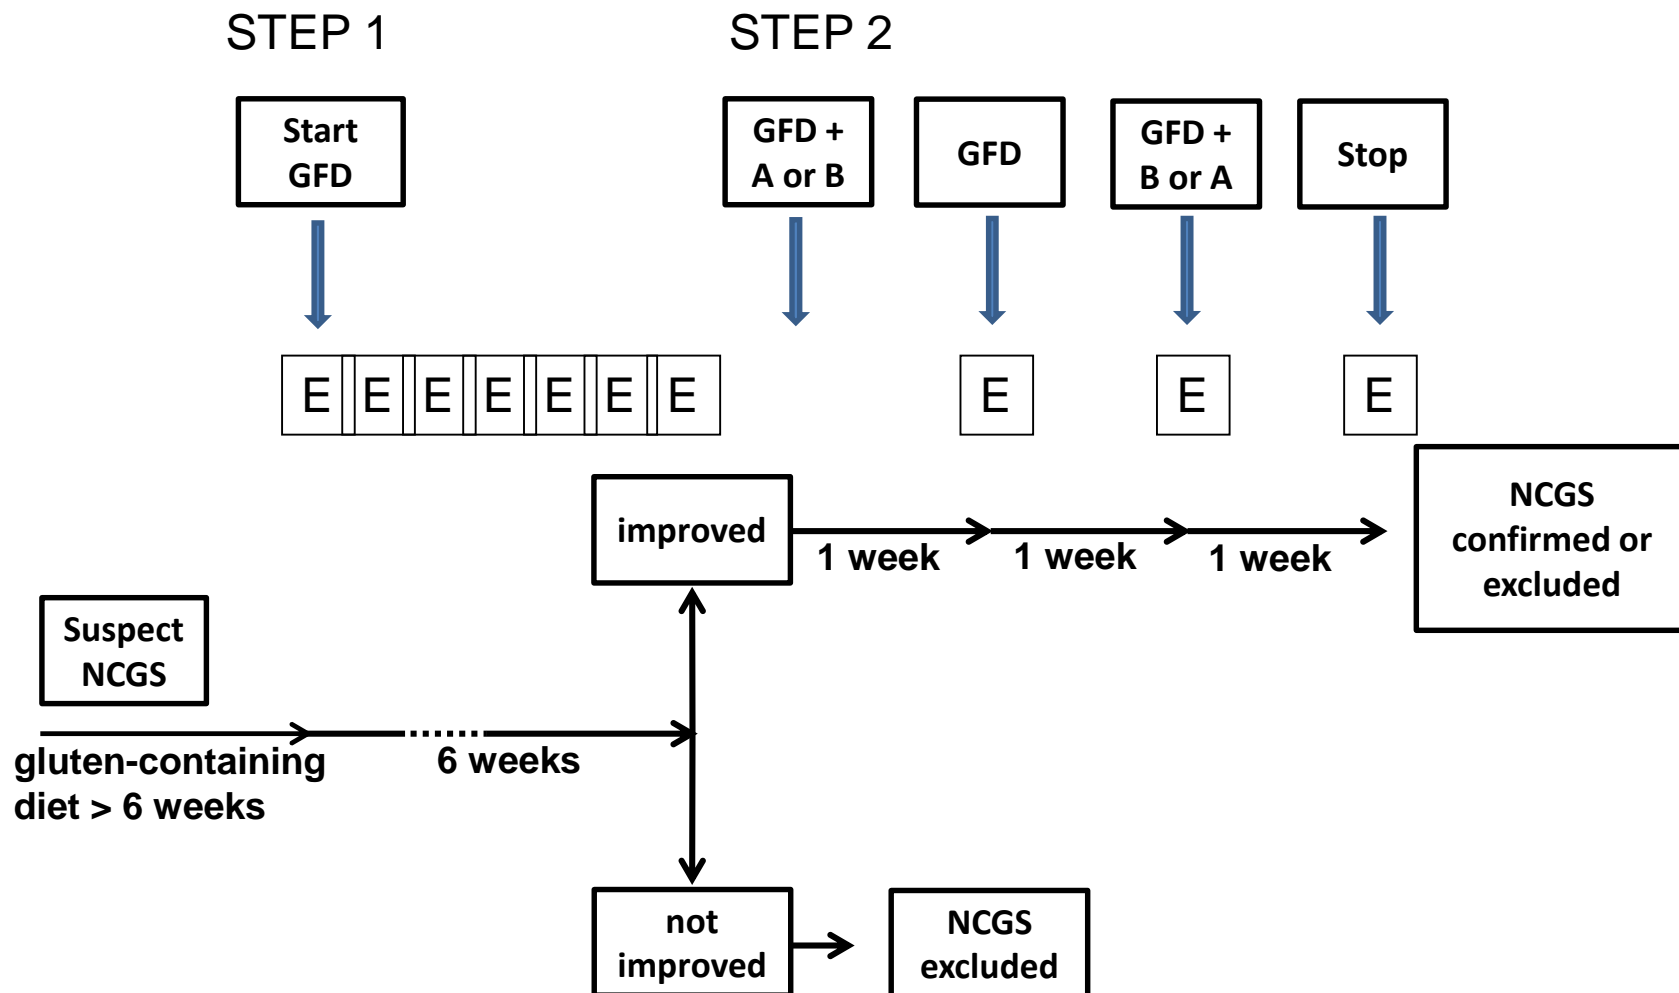 STEP 1
STEP 2
Start
GFD
GFD +
A or B
GFD
GFD +
B or A
Stop
E E E E E E E
E
E
E
improved
1 week
1 week
1 week
NCGS
confirmed or
excluded
Suspect
NCGS
gluten-containing
diet > 6 weeks
6 weeks
not
improved
NCGS
excluded